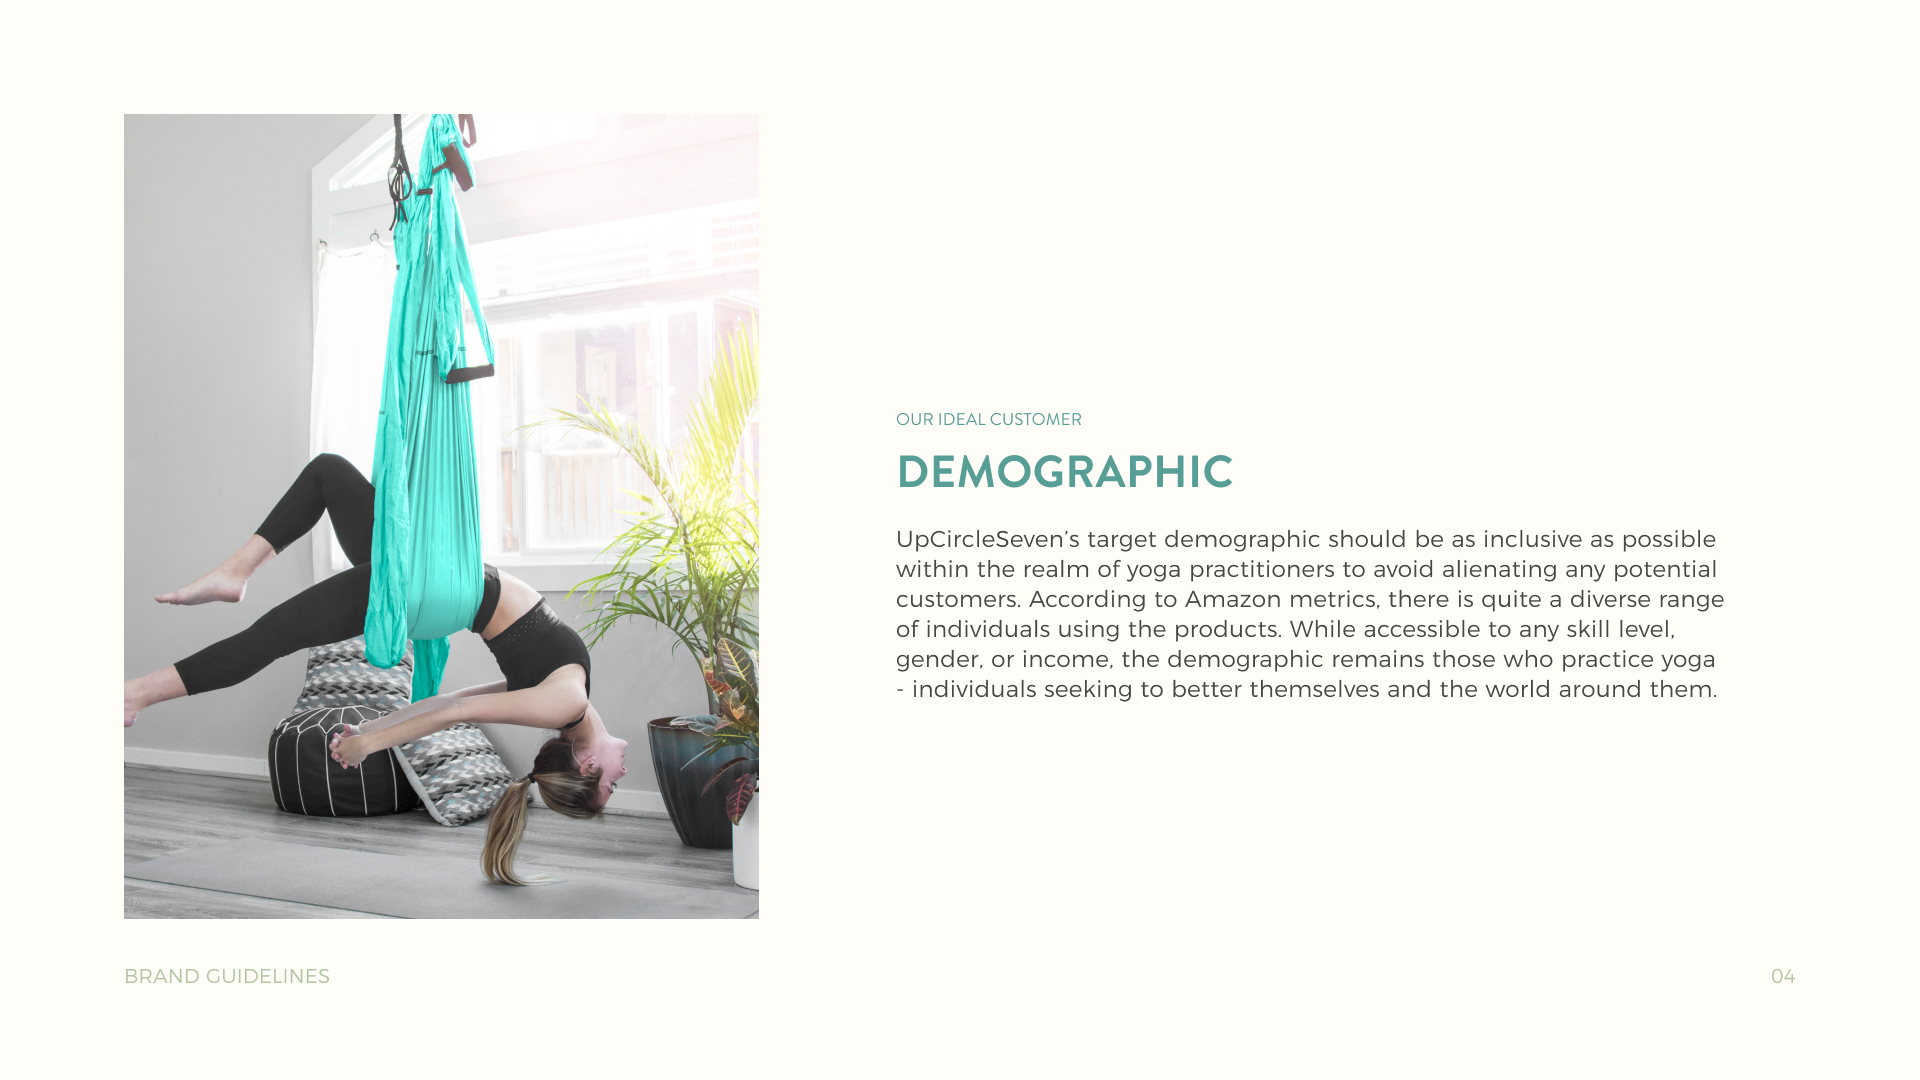 OUR IDEAL CUSTOMER
DEMOGRAPHIC
UpCircleSeven’s target demographic should be as inclusive as possible
within the realm of yoga practitioners to avoid alienating any potential
customers. According to Amazon metrics, there is quite a diverse range
of individuals using the products. While accessible to any skill level,
gender, or income, the demographic remains those who practice yoga
- individuals seeking to better themselves and the world around them.
BRAND GUIDELINES
04